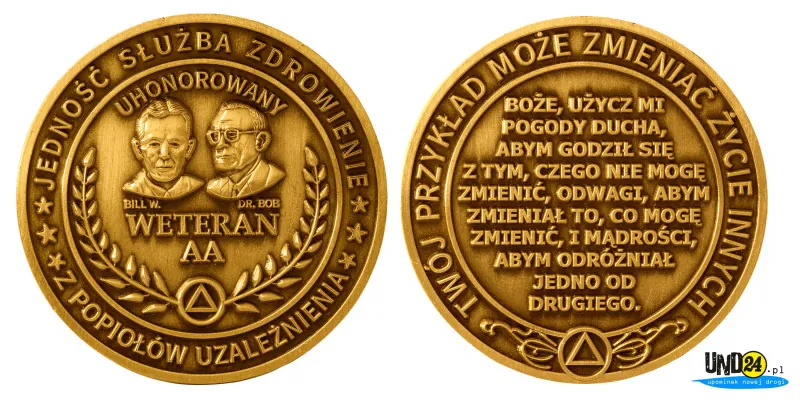 JEDNOŚĆ SŁUŻBA ZDROWIENIE
UHONOROWANY
BILL W. DR. BOB
WETERAN
AA
Z POPIOŁÓW UZALEŻNIENIA
TWÓJ PRZYKŁAD MOŻE ZMIENIAĆ ŻYCIE INNYCH
BOŻE, UŻYCZ MI
POGODY DUCHA,
ABYM GODZIŁ SIĘ
Z TYM, CZEGO NIE MOGĘ
ZMIENIĆ, ODWAGI, ABYM
ZMIENIAŁ TO, CO MOGĘ
ZMIENIĆ, I MĄDROŚCI,
ABYM ODRÓŻNIAŁ
JEDNO OD
DRUGIEGO.
UND24.pl
upominak nowej drogi